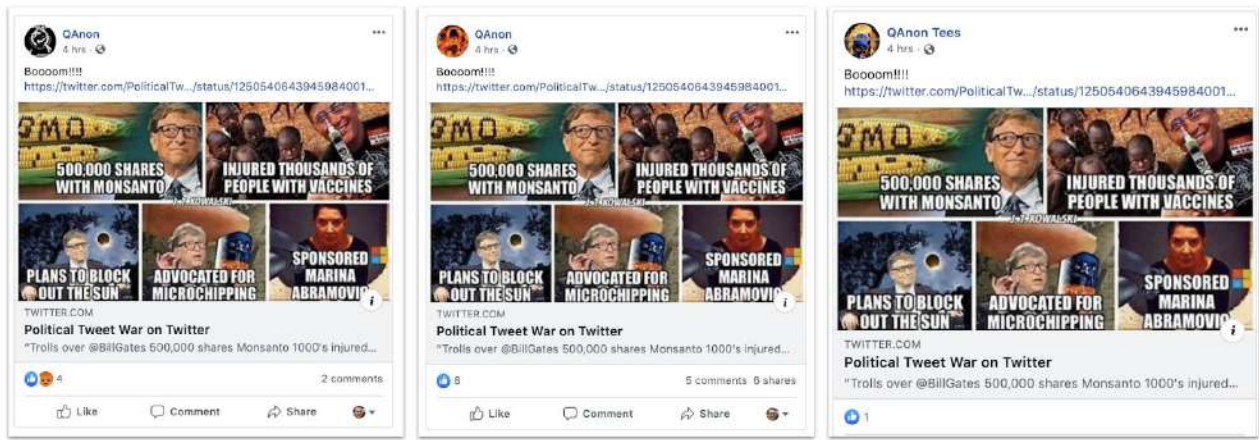 QAnon
4 hrs
Boooom!!!!
https://twitter.com/PoliticalTw.../status/1250540643945984001...
GMO
500,000 SHARES
WITH MONSANTO
INJURED THOUSANDS OF
PEOPLE WITH VACCINES
J.T. KOWALSKI
PLANS TO BLOCK
OUT THE SUN
ADVOCATED FOR
MICROCHIPPING
SPONSORED
MARINA
ABRAMOVIC
TWITTER.COM
Political Tweet War on Twitter
"Trolls over @BillGates 500,000 shares Monsanto 1000's injured...
4
2 comments
Like
Comment
Share
QAnon
4 hrs
Boooom!!!!
https://twitter.com/PoliticalTw.../status/1250540643945984001...
GMO
500,000 SHARES
WITH MONSANTO
INJURED THOUSANDS OF
PEOPLE WITH VACCINES
J.T. KOWALSKI
PLANS TO BLOCK
OUT THE SUN
ADVOCATED FOR
MICROCHIPPING
SPONSORED
MARINA
ABRAMOVIC
TWITTER.COM
Political Tweet War on Twitter
"Trolls over @BillGates 500,000 shares Monsanto 1000's injured...
8
5 comments 6 shares
Like
Comment
Share
QAnon Tees
4 hrs
Boooom!!!!
https://twitter.com/PoliticalTw.../status/1250540643945984001...
GMO
500,000 SHARES
WITH MONSANTO
INJURED THOUSANDS OF
PEOPLE WITH VACCINES
J.T. KOWALSKI
PLANS TO BLOCK
OUT THE SUN
ADVOCATED FOR
MICROCHIPPING
SPONSORED
MARINA
ABRAMOVIC
TWITTER.COM
Political Tweet War on Twitter
"Trolls over @BillGates 500,000 shares Monsanto 1000's injured...
1